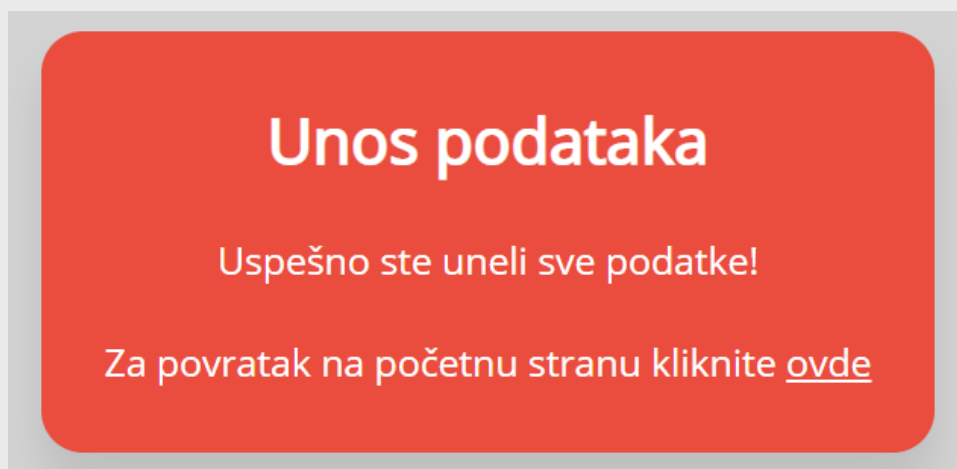 Unos podataka
Uspešno ste uneli sve podatke!
Za povratak na početnu stranu kliknite ovde